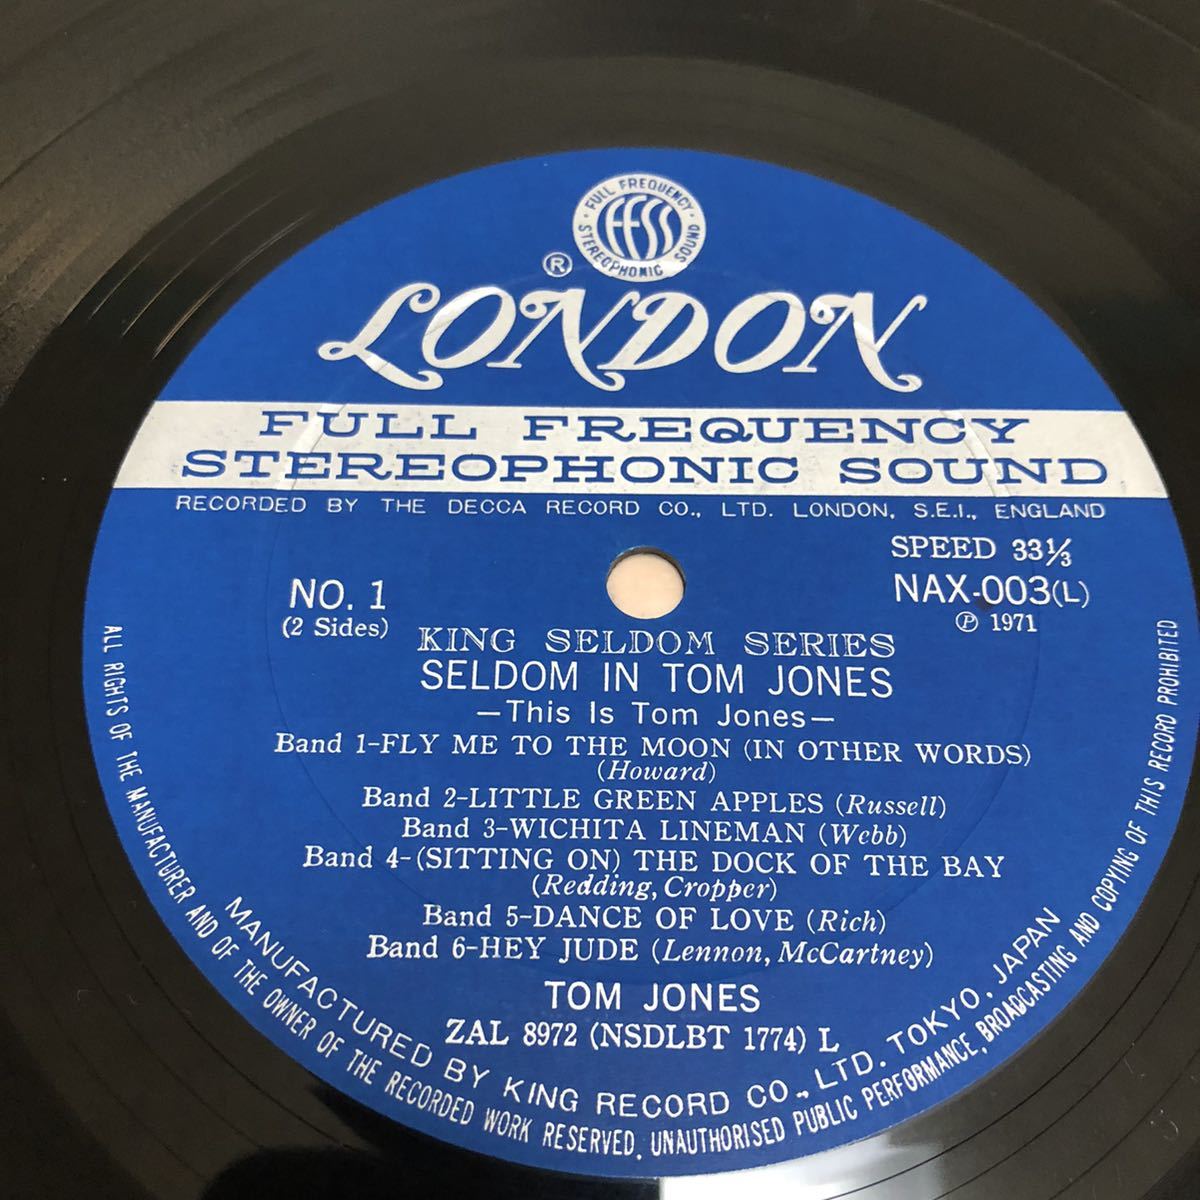 FULL FREQUENCY
FFSS
STEREOPHONIC SOUND
®
LONDON
FULL FREQUENCY
STEREOPHONIC SOUND
RECORDED BY THE DECCA RECORD CO., LTD. LONDON, S.E.I., ENGLAND
SPEED 33⅓
NO. 1
NAX-003(L)
(2 Sides)
℗ 1971
KING SELDOM SERIES
SELDOM IN TOM JONES
—This Is Tom Jones—
Band 1-FLY ME TO THE MOON (IN OTHER WORDS)
(Howard)
Band 2-LITTLE GREEN APPLES (Russell)
Band 3-WICHITA LINEMAN (Webb)
Band 4-(SITTING ON) THE DOCK OF THE BAY
(Redding, Cropper)
Band 5-DANCE OF LOVE (Rich)
Band 6-HEY JUDE (Lennon, McCartney)
TOM JONES
ZAL 8972 (NSDLBT 1774) L
MANUFACTURED BY KING RECORD CO., LTD. TOKYO, JAPAN
ALL RIGHTS OF THE MANUFACTURER AND OF THE OWNER OF THE RECORDED WORK RESERVED. UNAUTHORISED PUBLIC PERFORMANCE, BROADCASTING AND COPYING OF THIS RECORD PROHIBITED